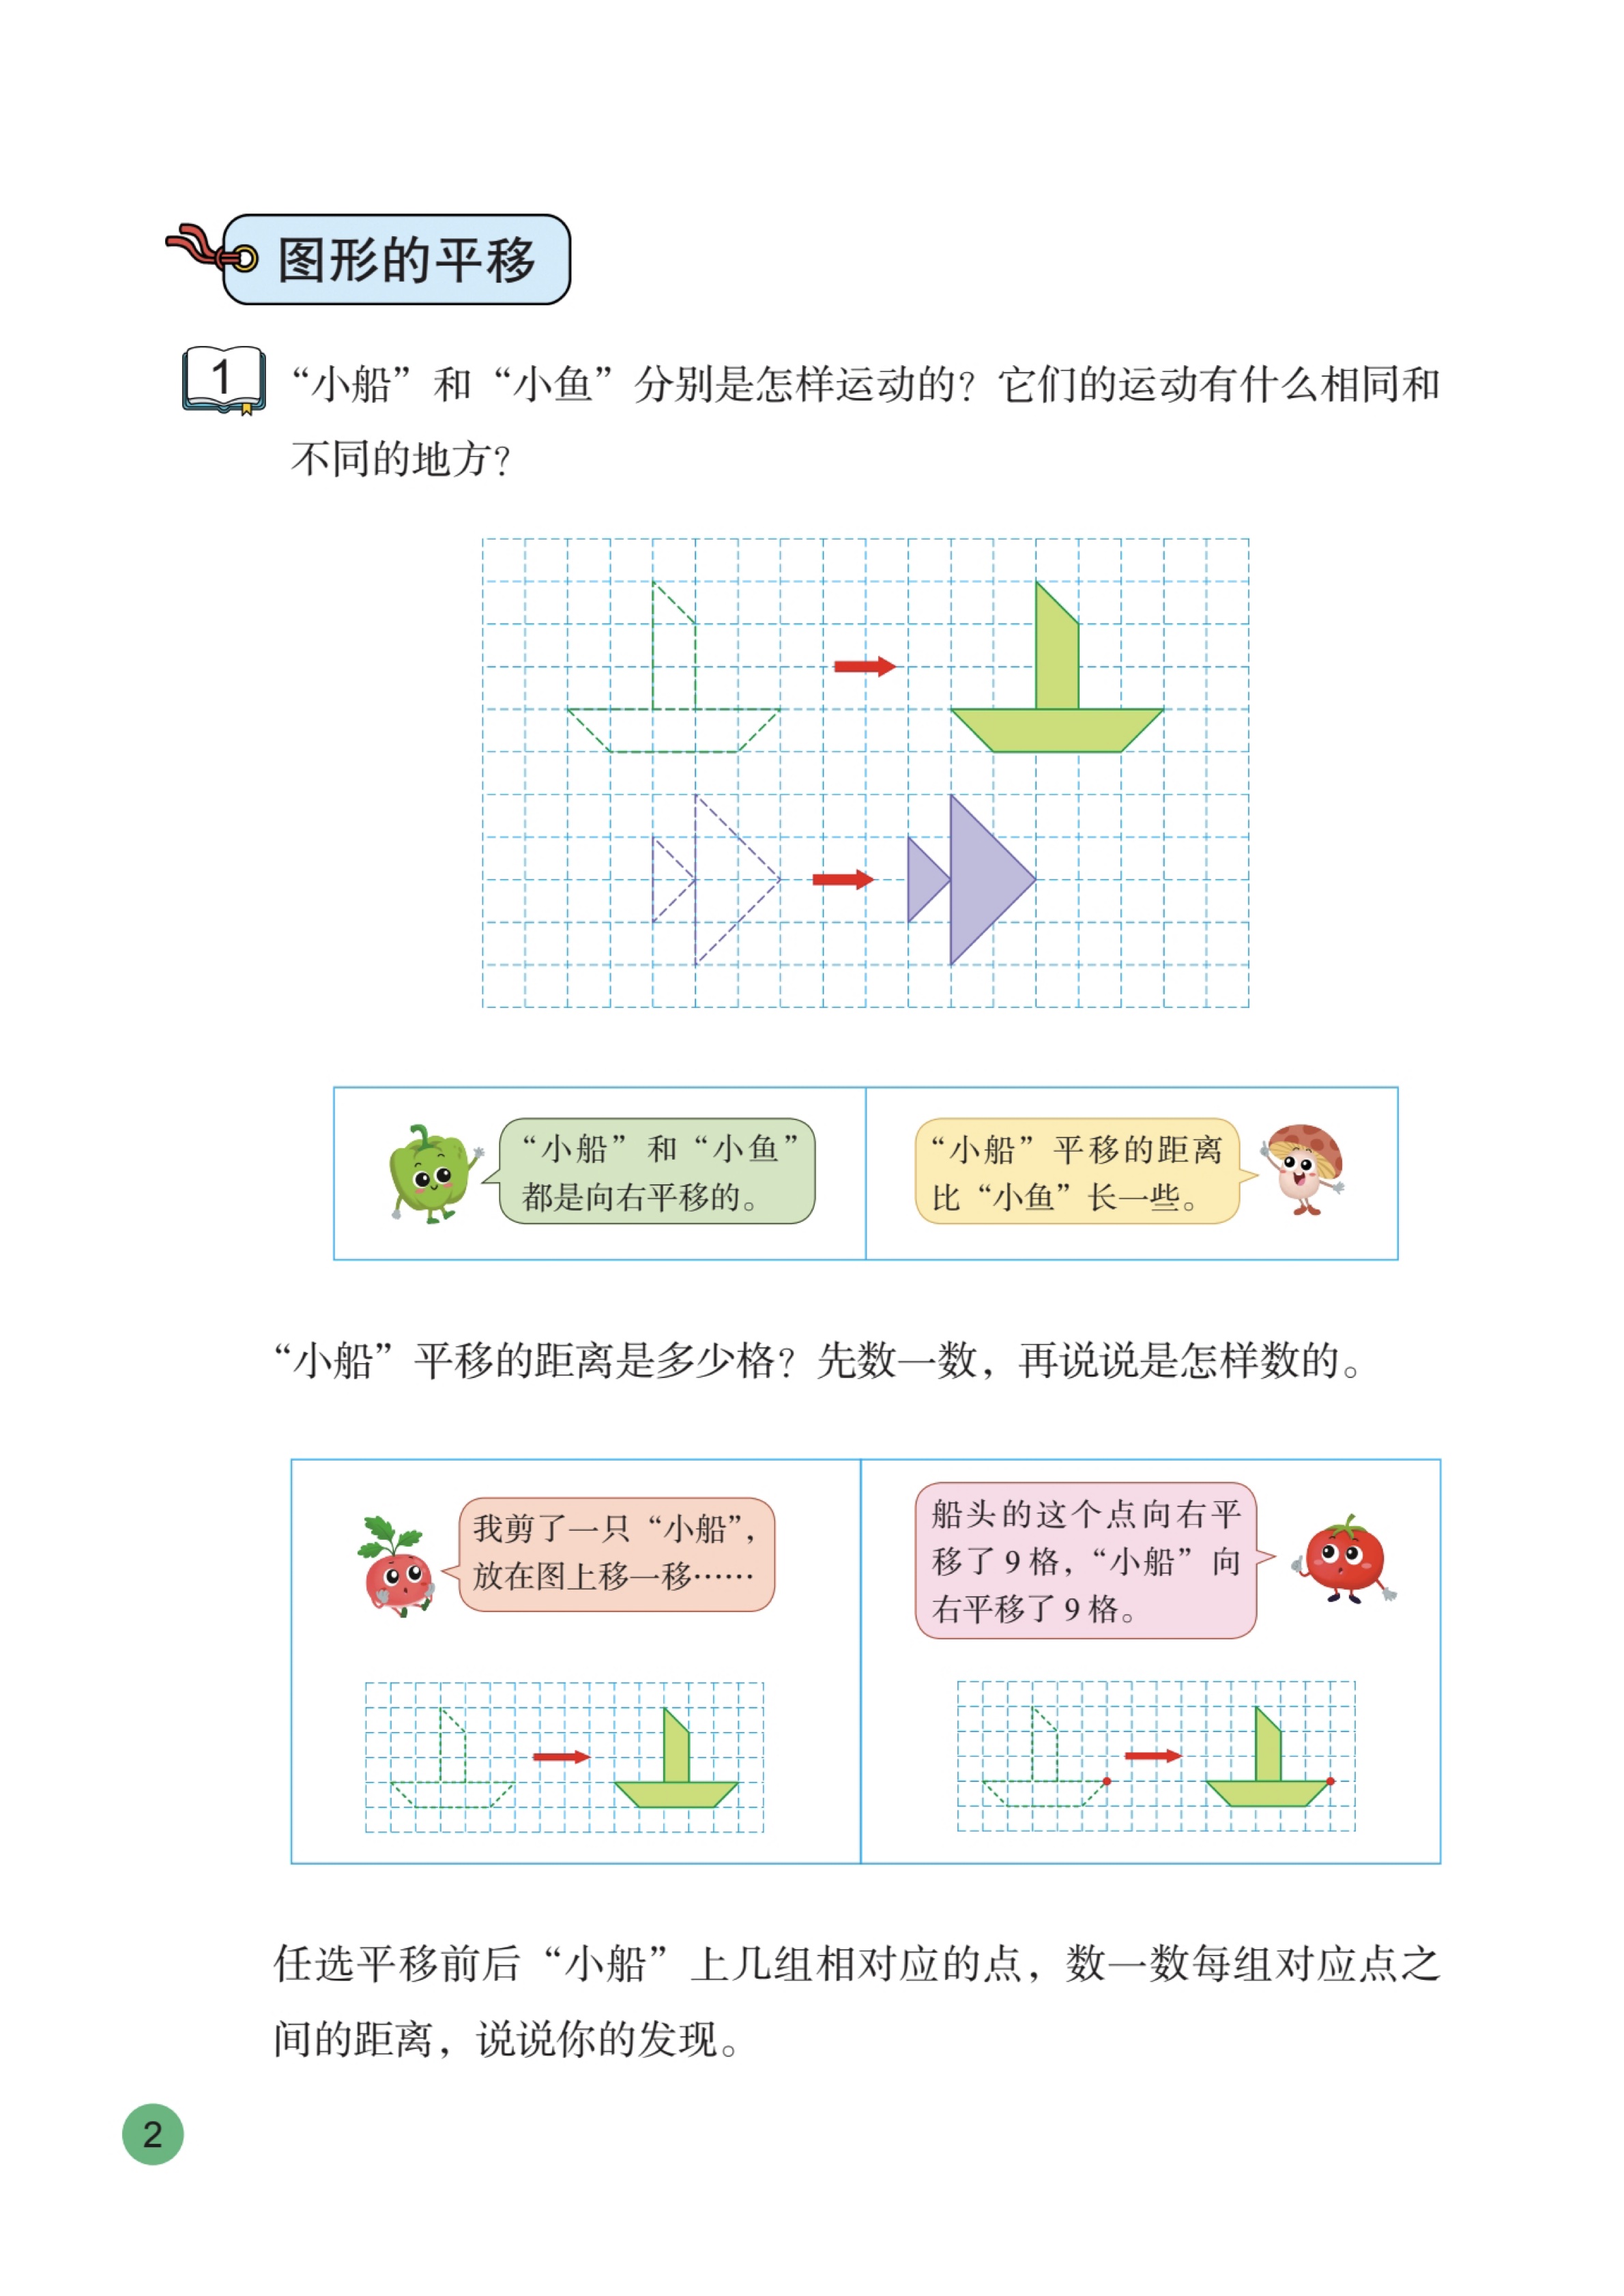 图形的平移
1
“小船”和“小鱼”分别是怎样运动的？它们的运动有什么相同和
不同的地方？
“小船”和“小鱼”
都是向右平移的。
“小船”平移的距离
比“小鱼”长一些。
“小船”平移的距离是多少格？先数一数，再说说是怎样数的。
我剪了一只“小船”，
放在图上移一移……
船头的这个点向右平
移了9格，“小船”向
右平移了9格。
任选平移前后“小船”上几组相对应的点，数一数每组对应点之
间的距离，说说你的发现。
2